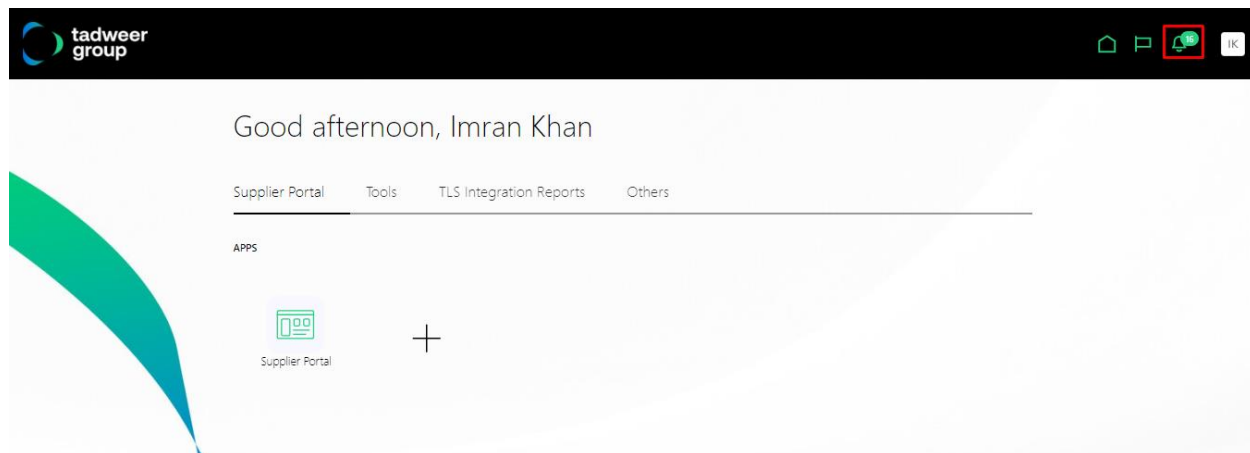 tadweer
group
16
IK
Good afternoon, Imran Khan
Supplier Portal Tools TLS Integration Reports Others
APPS
Supplier Portal